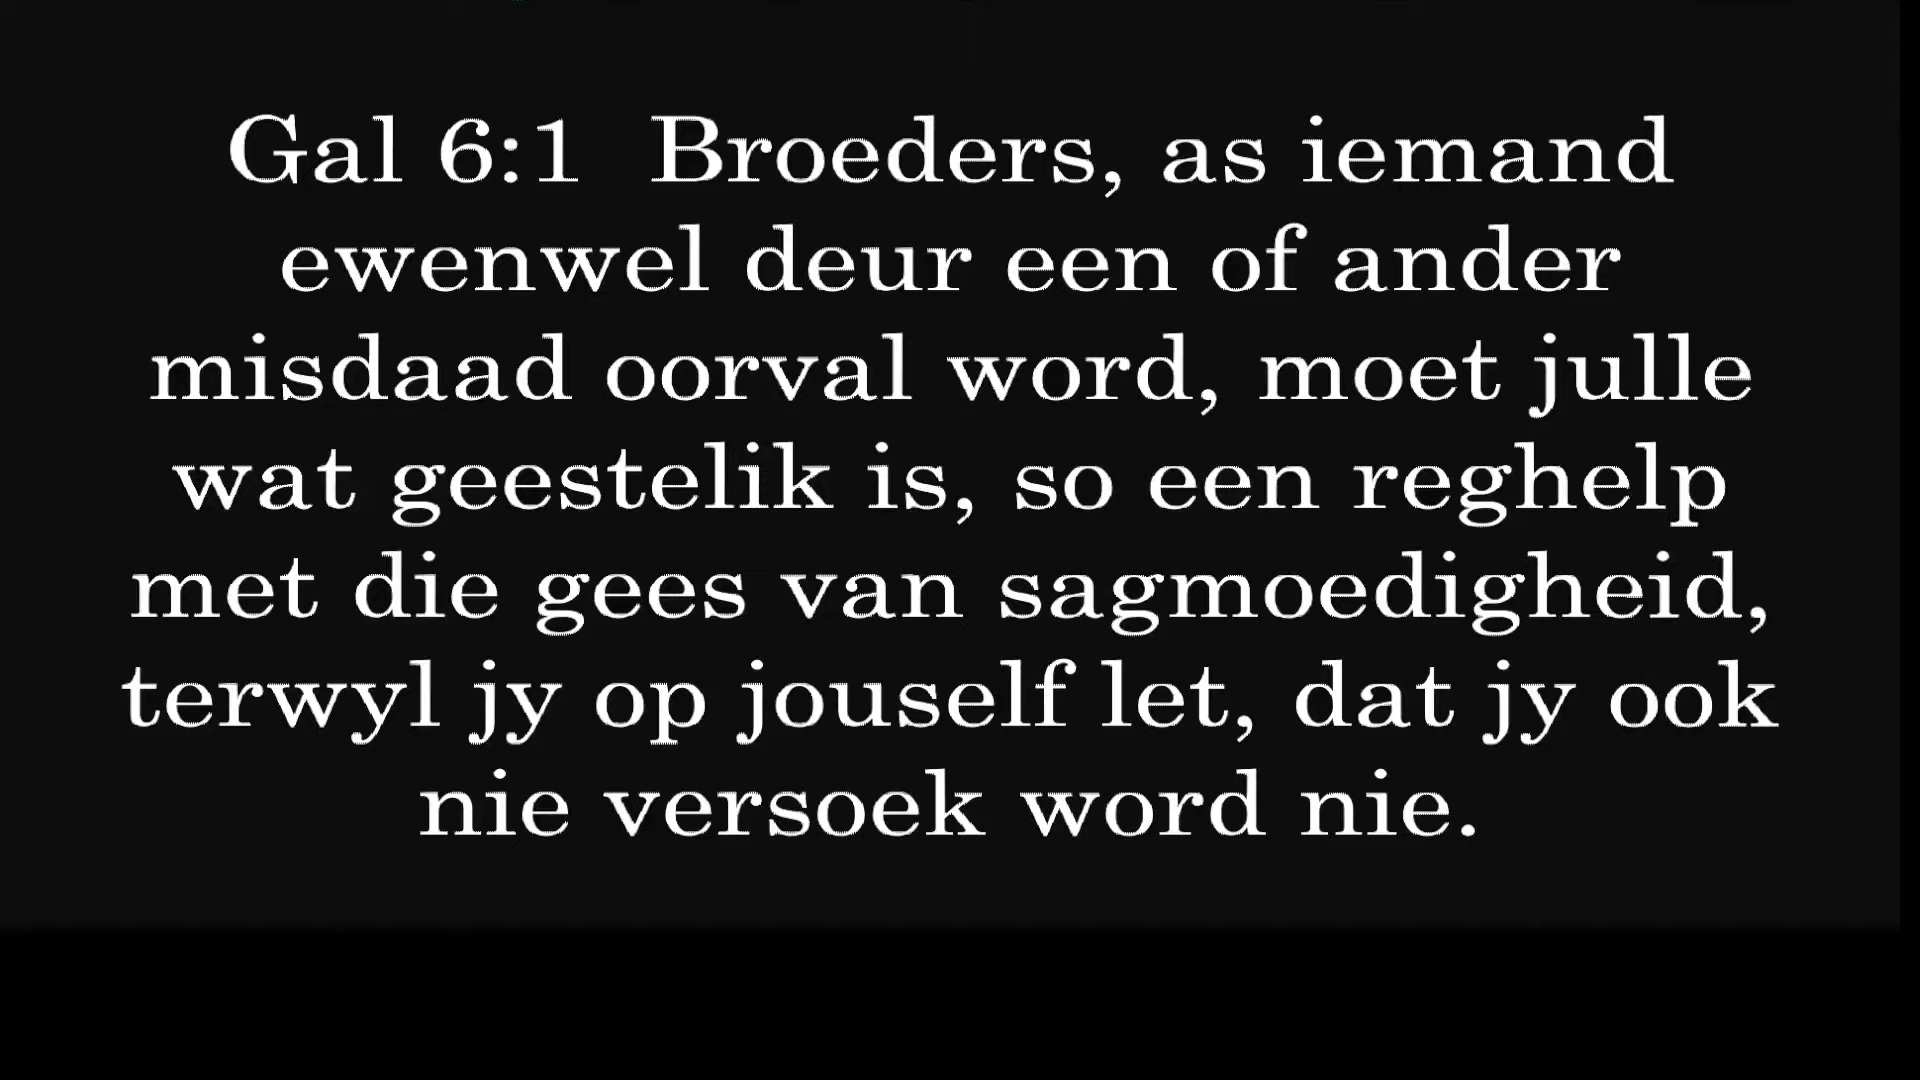 Gal 6:1  Broeders, as iemand
ewenwel deur een of ander
misdaad oorval word, moet julle
wat geestelik is, so een reghelp
met die gees van sagmoedigheid,
terwyl jy op jouself let, dat jy ook
nie versoek word nie.